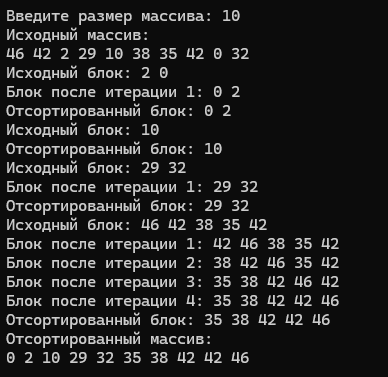 Введите размер массива: 10
Исходный массив:
46 42 2 29 10 38 35 42 0 32
Исходный блок: 2 0
Блок после итерации 1: 0 2
Отсортированный блок: 0 2
Исходный блок: 10
Отсортированный блок: 10
Исходный блок: 29 32
Блок после итерации 1: 29 32
Отсортированный блок: 29 32
Исходный блок: 46 42 38 35 42
Блок после итерации 1: 42 46 38 35 42
Блок после итерации 2: 38 42 46 35 42
Блок после итерации 3: 35 38 42 46 42
Блок после итерации 4: 35 38 42 42 46
Отсортированный блок: 35 38 42 42 46
Отсортированный массив:
0 2 10 29 32 35 38 42 42 46